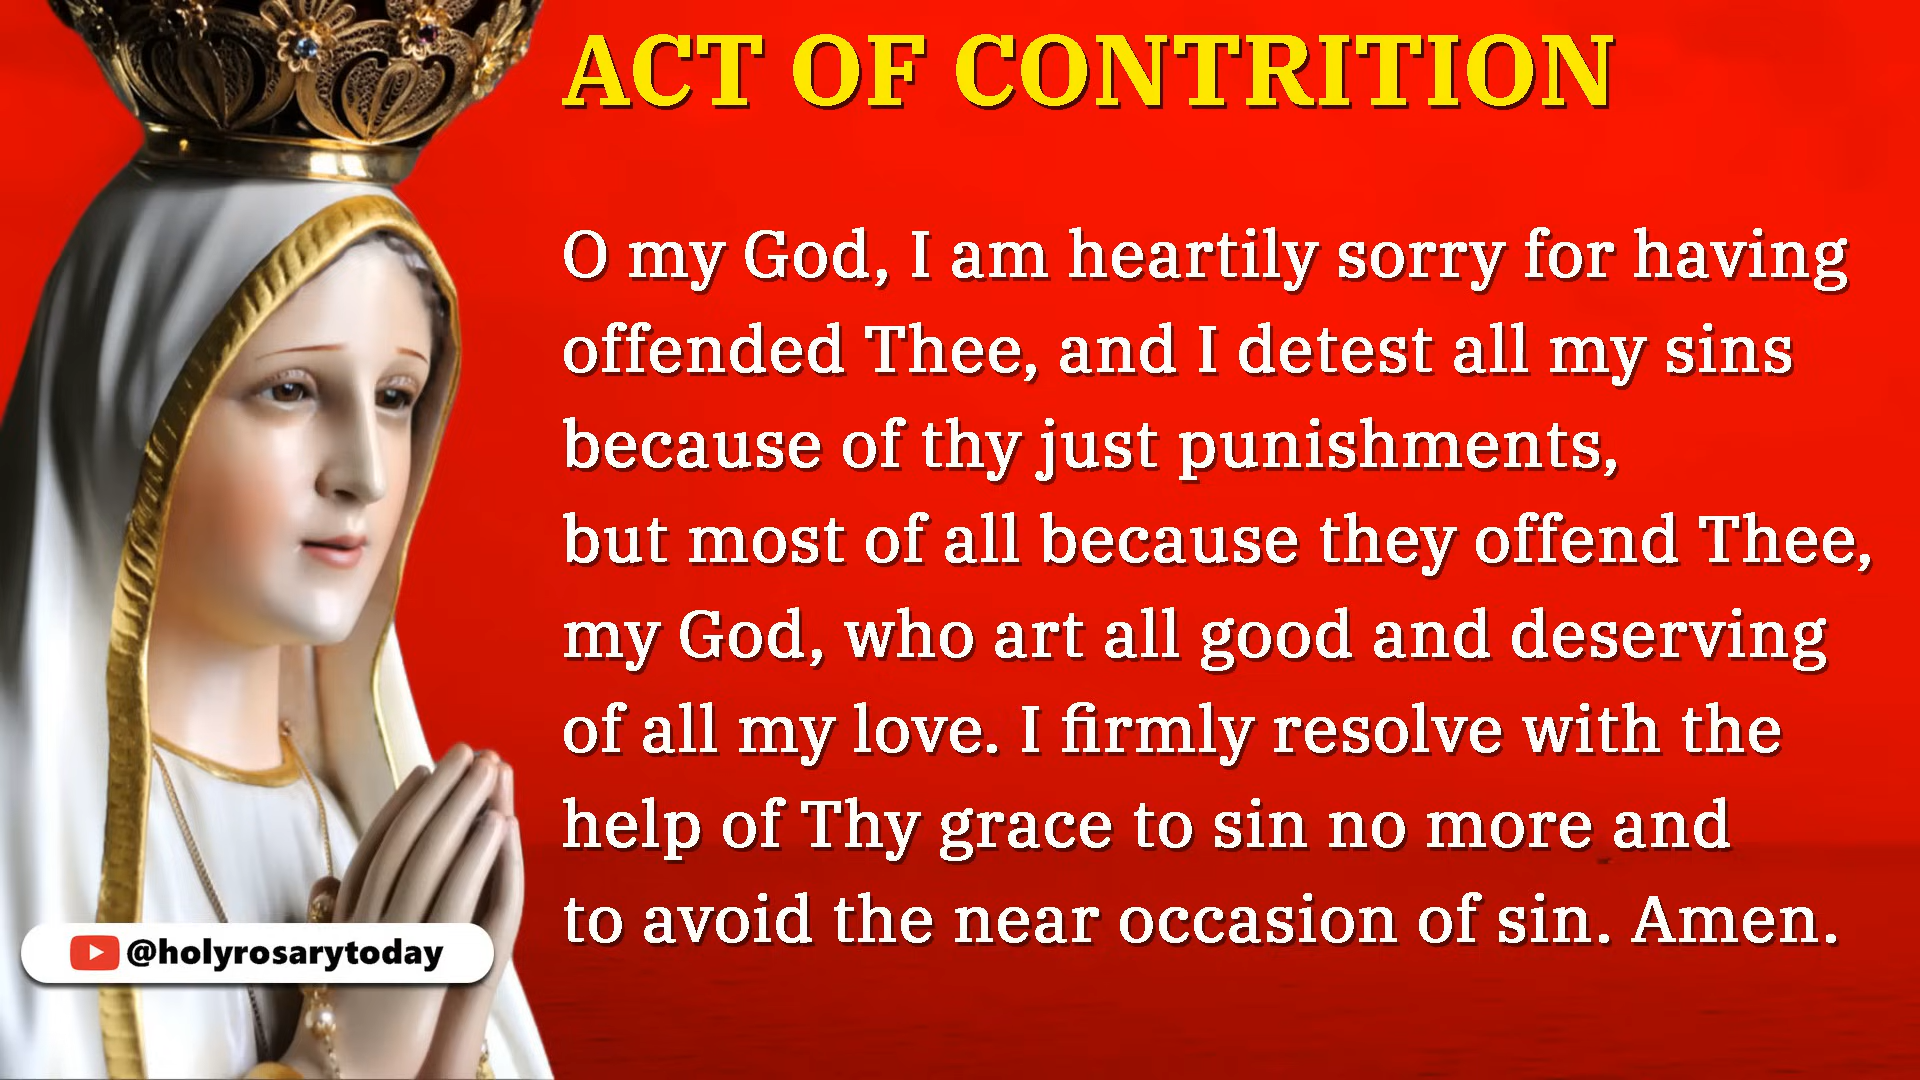 ACT OF CONTRITION
O my God, I am heartily sorry for having
offended Thee, and I detest all my sins
because of thy just punishments,
but most of all because they offend Thee,
my God, who art all good and deserving
of all my love. I firmly resolve with the
help of Thy grace to sin no more and
to avoid the near occasion of sin. Amen.
@holyrosarytoday